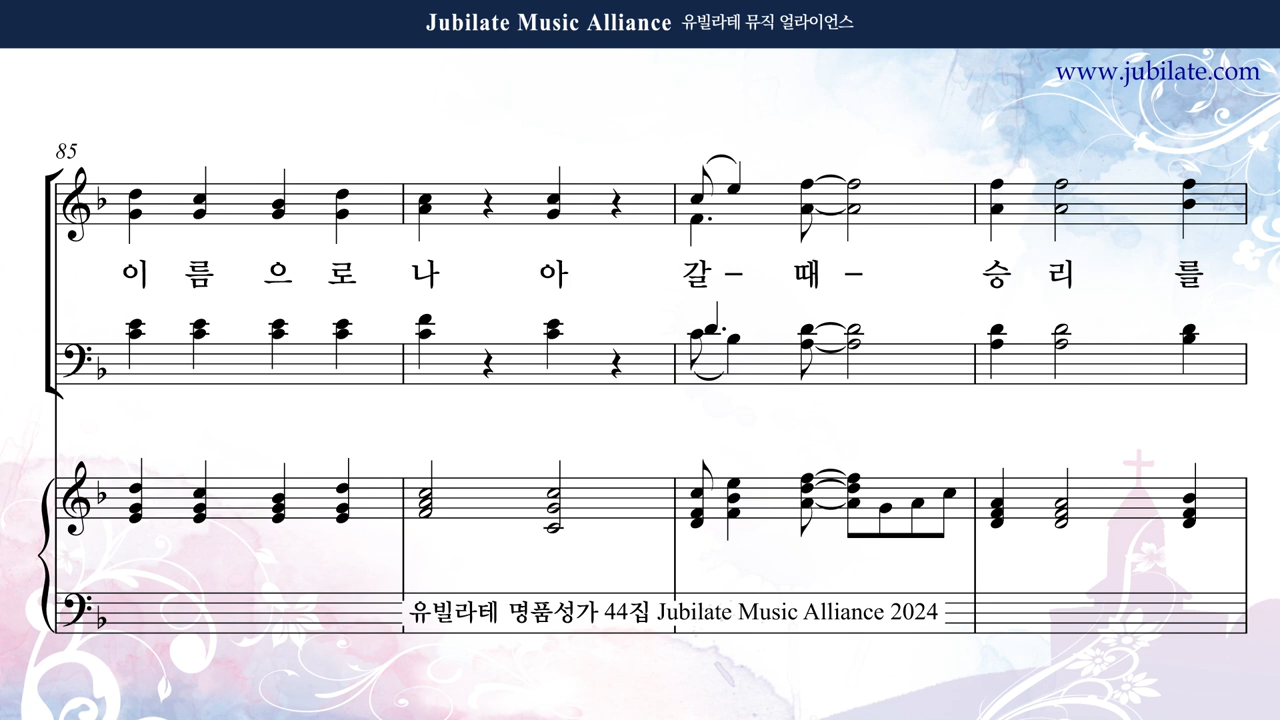 Jubilate Music Alliance 유빌라테 뮤직 얼라이언스
www.jubilate.com
85
이 름 으 로 나 아 갈 – 때 – 승 리 를
유빌라테 명품성가 44집 Jubilate Music Alliance 2024